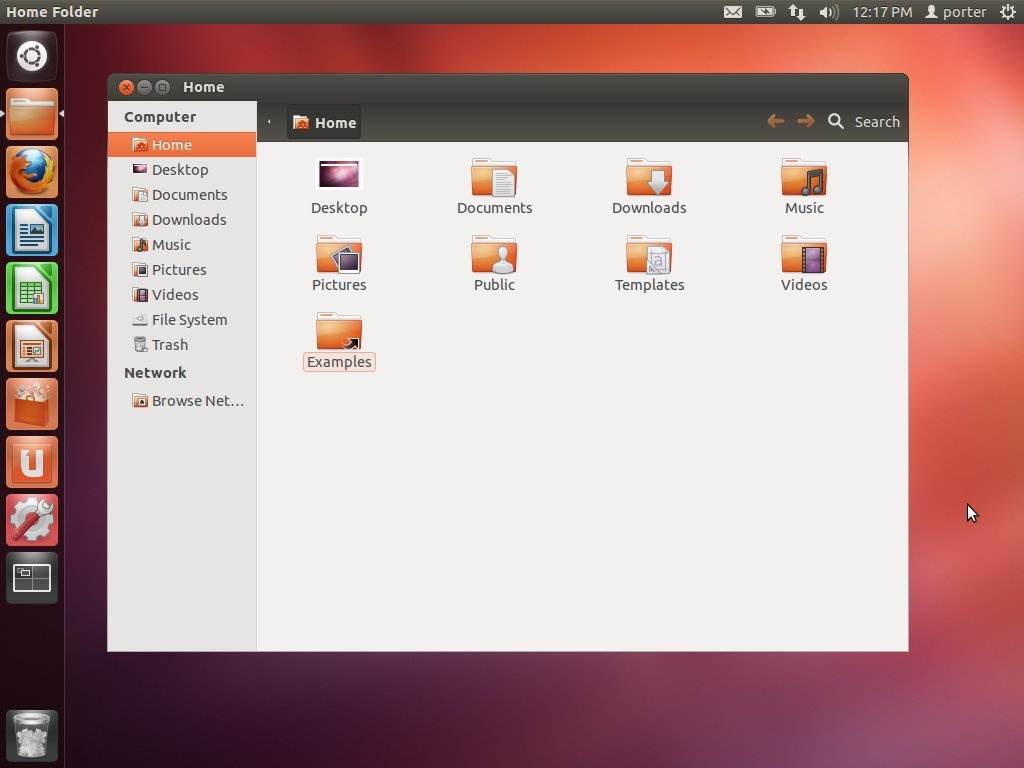 Home Folder
12:17 PM
porter
Home
Computer
Home
Desktop
Documents
Downloads
Music
Pictures
Videos
File System
Trash
Network
Browse Net...
Home
Search
Desktop
Documents
Downloads
Music
Pictures
Public
Templates
Videos
Examples